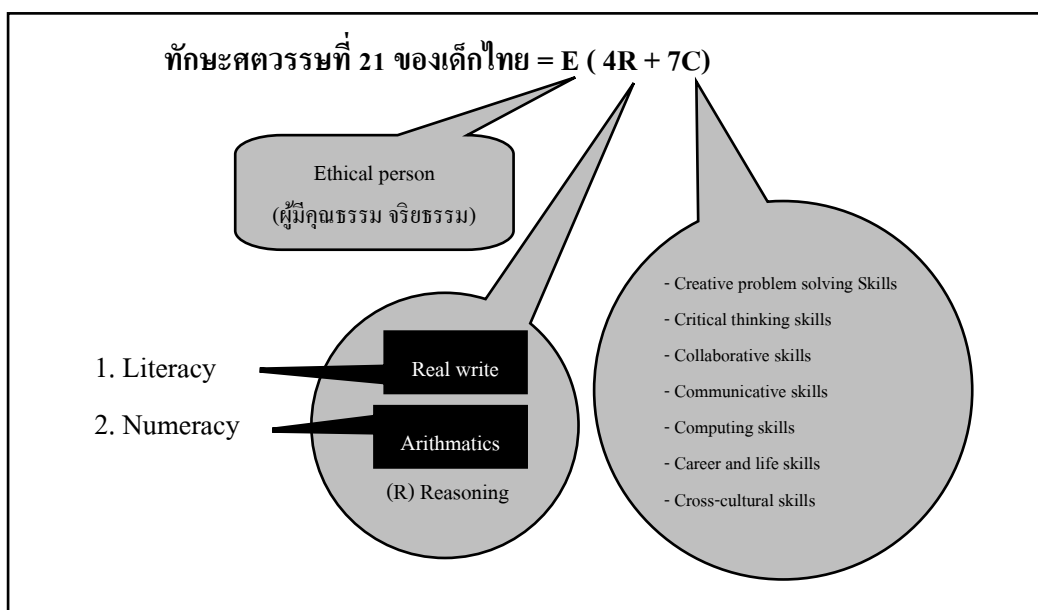 ทักษะศตวรรษที่ 21 ของเด็กไทย = E ( 4R + 7C)
Ethical person
(ผู้มีคุณธรรม จริยธรรม)
1. Literacy
Real write
2. Numeracy
Arithmatics
(R) Reasoning
- Creative problem solving Skills
- Critical thinking skills
- Collaborative skills
- Communicative skills
- Computing skills
- Career and life skills
- Cross-cultural skills